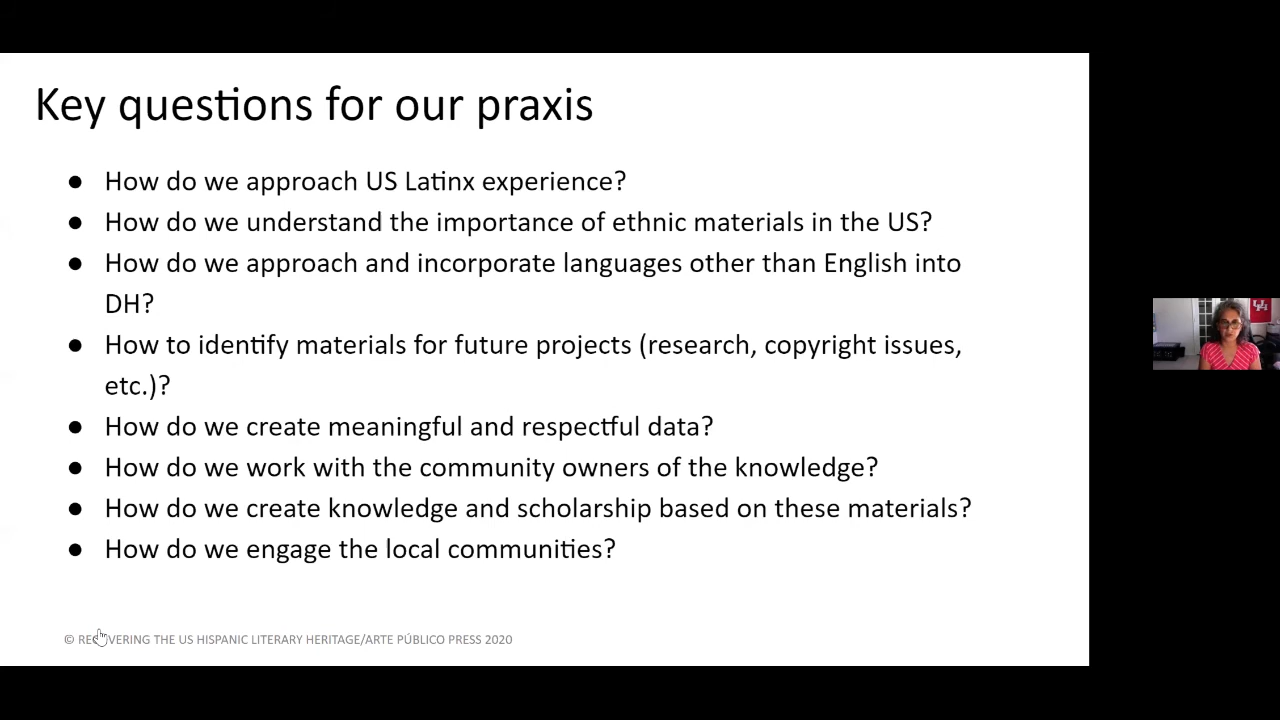 Key questions for our praxis
● How do we approach US Latinx experience?
● How do we understand the importance of ethnic materials in the US?
● How do we approach and incorporate languages other than English into
DH?
● How to identify materials for future projects (research, copyright issues,
etc.)?
● How do we create meaningful and respectful data?
● How do we work with the community owners of the knowledge?
● How do we create knowledge and scholarship based on these materials?
● How do we engage the local communities?
© RECOVERING THE US HISPANIC LITERARY HERITAGE/ARTE PÚBLICO PRESS 2020